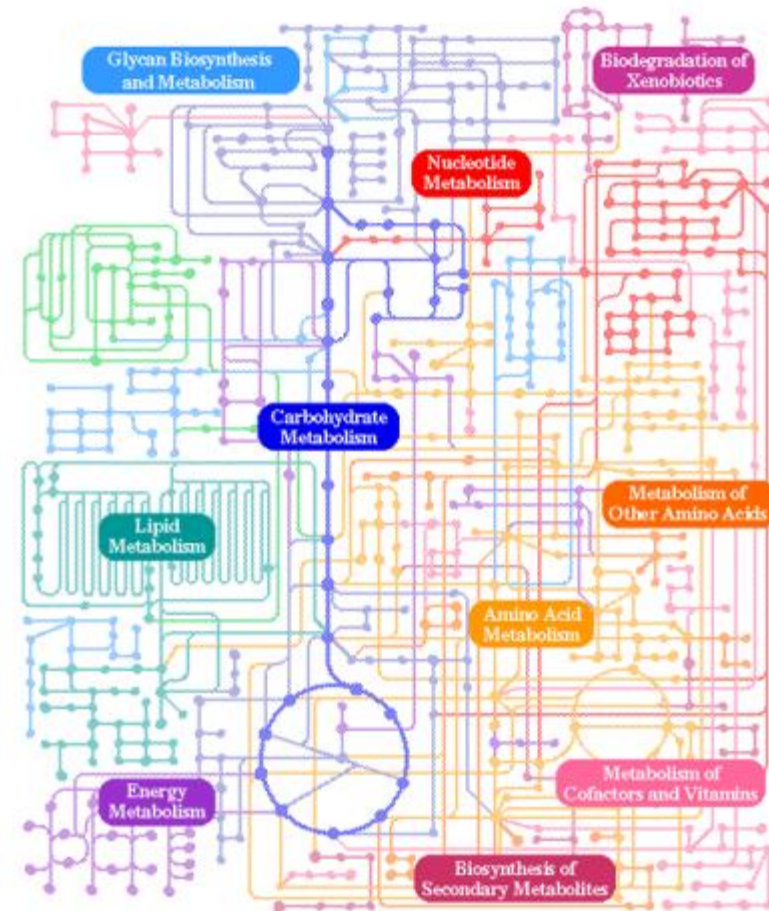 Glycan Biosynthesis
and Metabolism
Biodegradation of
Xenobiotics
Nucleotide
Metabolism
Carbohydrate
Metabolism
Metabolism of
Other Amino Acids
Lipid
Metabolism
Amino Acid
Metabolism
Metabolism of
Cofactors and Vitamins
Energy
Metabolism
Biosynthesis of
Secondary Metabolites